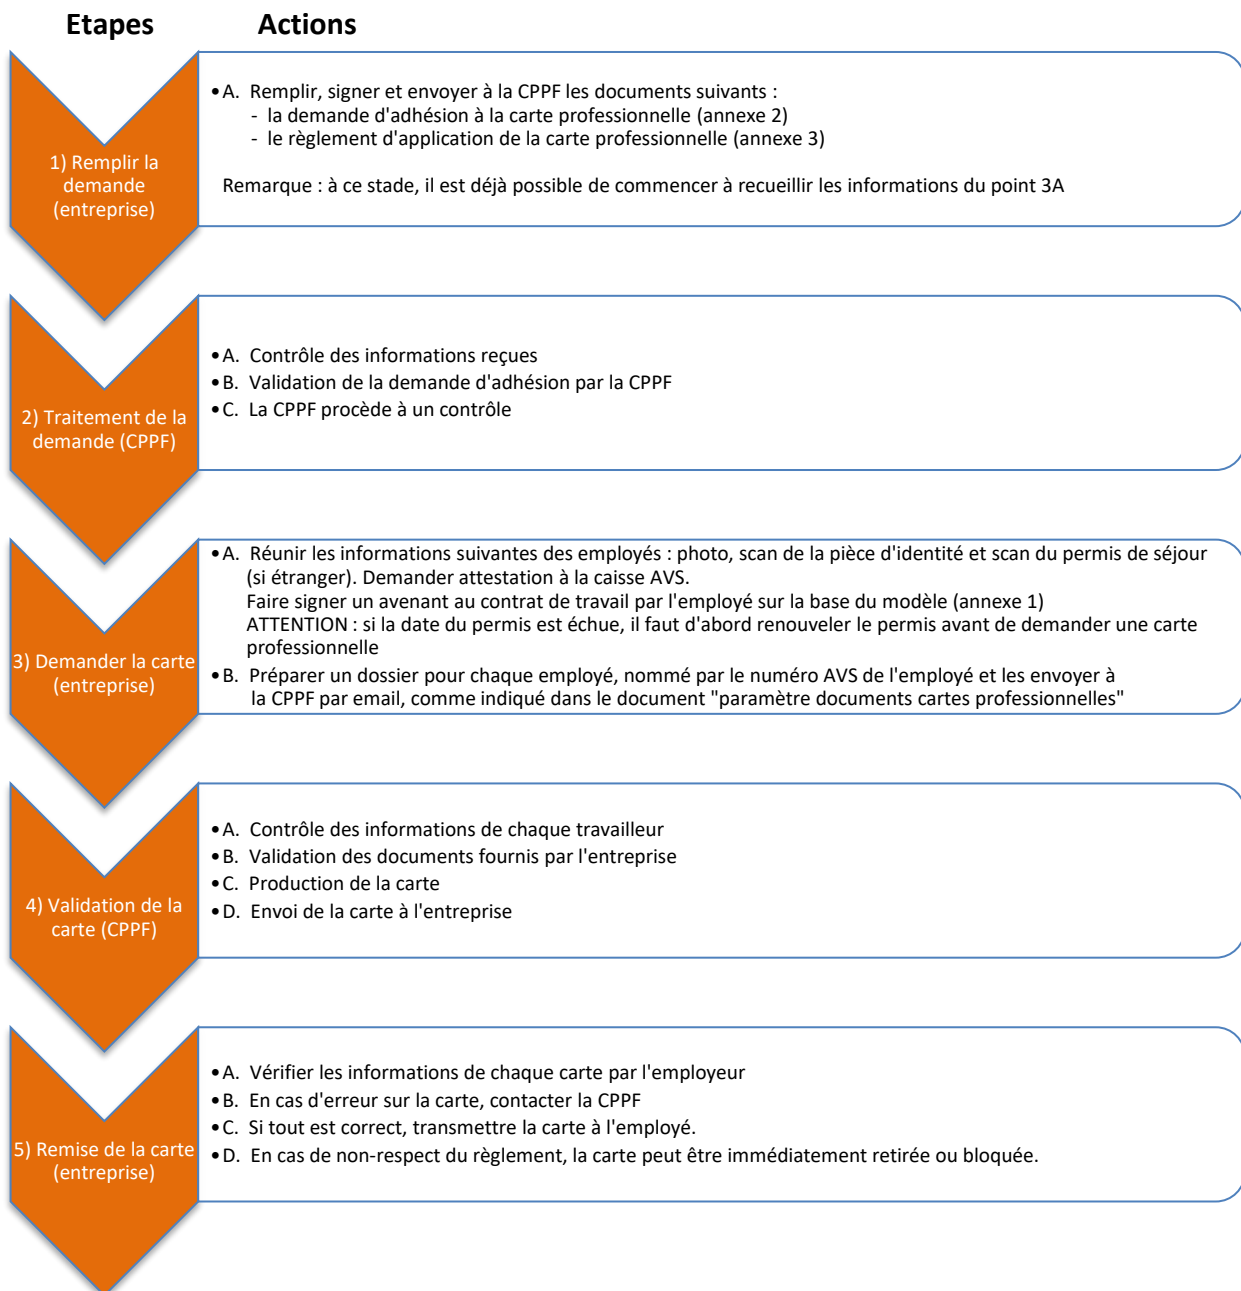 Etapes
Actions
1) Remplir la
demande
(entreprise)
•A. Remplir, signer et envoyer à la CPPF les documents suivants :
- la demande d'adhésion à la carte professionnelle (annexe 2)
- le règlement d'application de la carte professionnelle (annexe 3)
Remarque : à ce stade, il est déjà possible de commencer à recueillir les informations du point 3A
2) Traitement de la
demande (CPPF)
•A. Contrôle des informations reçues
•B. Validation de la demande d'adhésion par la CPPF
•C. La CPPF procède à un contrôle
3) Demander la carte
(entreprise)
•A. Réunir les informations suivantes des employés : photo, scan de la pièce d'identité et scan du permis de séjour
(si étranger). Demander attestation à la caisse AVS.
Faire signer un avenant au contrat de travail par l'employé sur la base du modèle (annexe 1)
ATTENTION : si la date du permis est échue, il faut d'abord renouveler le permis avant de demander une carte
professionnelle
•B. Préparer un dossier pour chaque employé, nommé par le numéro AVS de l'employé et les envoyer à
la CPPF par email, comme indiqué dans le document "paramètre documents cartes professionnelles"
4) Validation de la
carte (CPPF)
•A. Contrôle des informations de chaque travailleur
•B. Validation des documents fournis par l'entreprise
•C. Production de la carte
•D. Envoi de la carte à l'entreprise
5) Remise de la carte
(entreprise)
•A. Vérifier les informations de chaque carte par l'employeur
•B. En cas d'erreur sur la carte, contacter la CPPF
•C. Si tout est correct, transmettre la carte à l'employé.
•D. En cas de non-respect du règlement, la carte peut être immédiatement retirée ou bloquée.